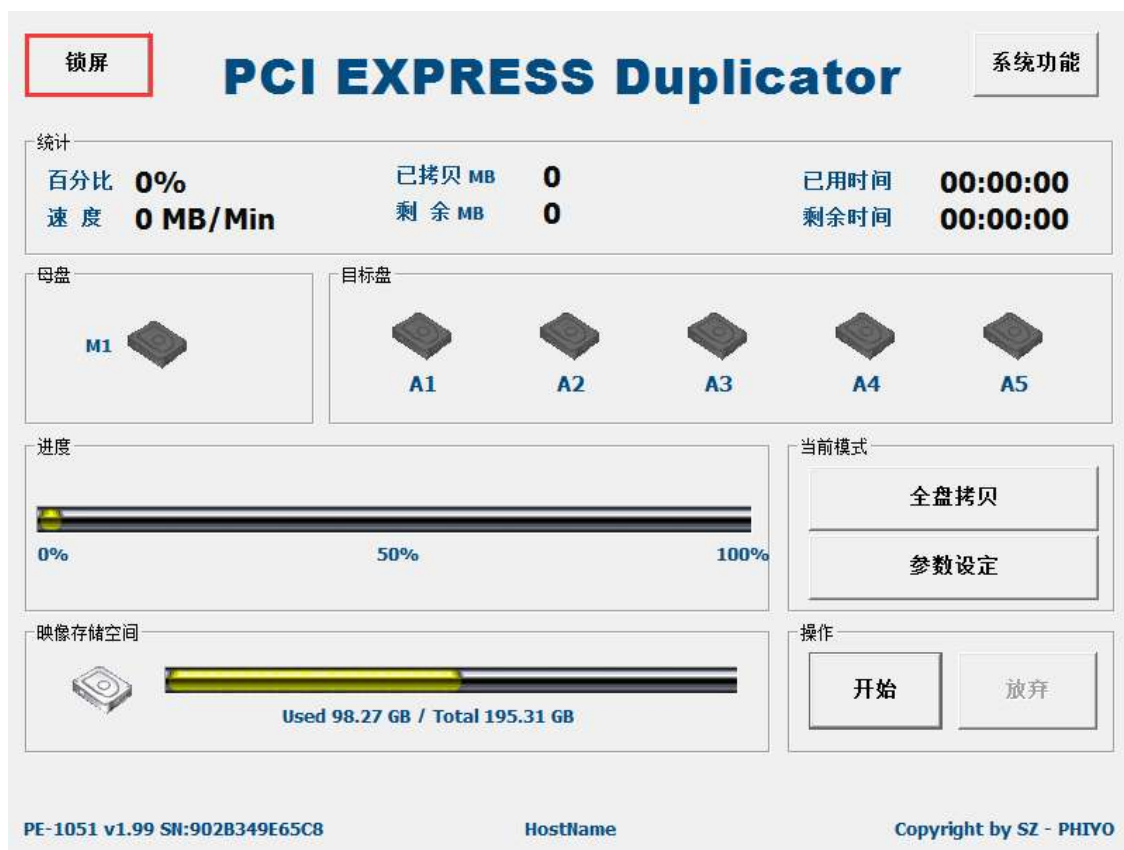 锁屏
PCI EXPRESS Duplicator
系统功能
统计
百分比 0%
已拷贝 MB 0
已用时间 00:00:00
速 度 0 MB/Min
剩 余 MB 0
剩余时间 00:00:00
母盘
目标盘
M1
A1 A2 A3 A4 A5
进度
当前模式
全盘拷贝
0% 50% 100%
参数设定
映像存储空间
操作
开始
放弃
Used 98.27 GB / Total 195.31 GB
PE-1051 v1.99 SN:902B349E65C8
HostName
Copyright by SZ - PHIYO